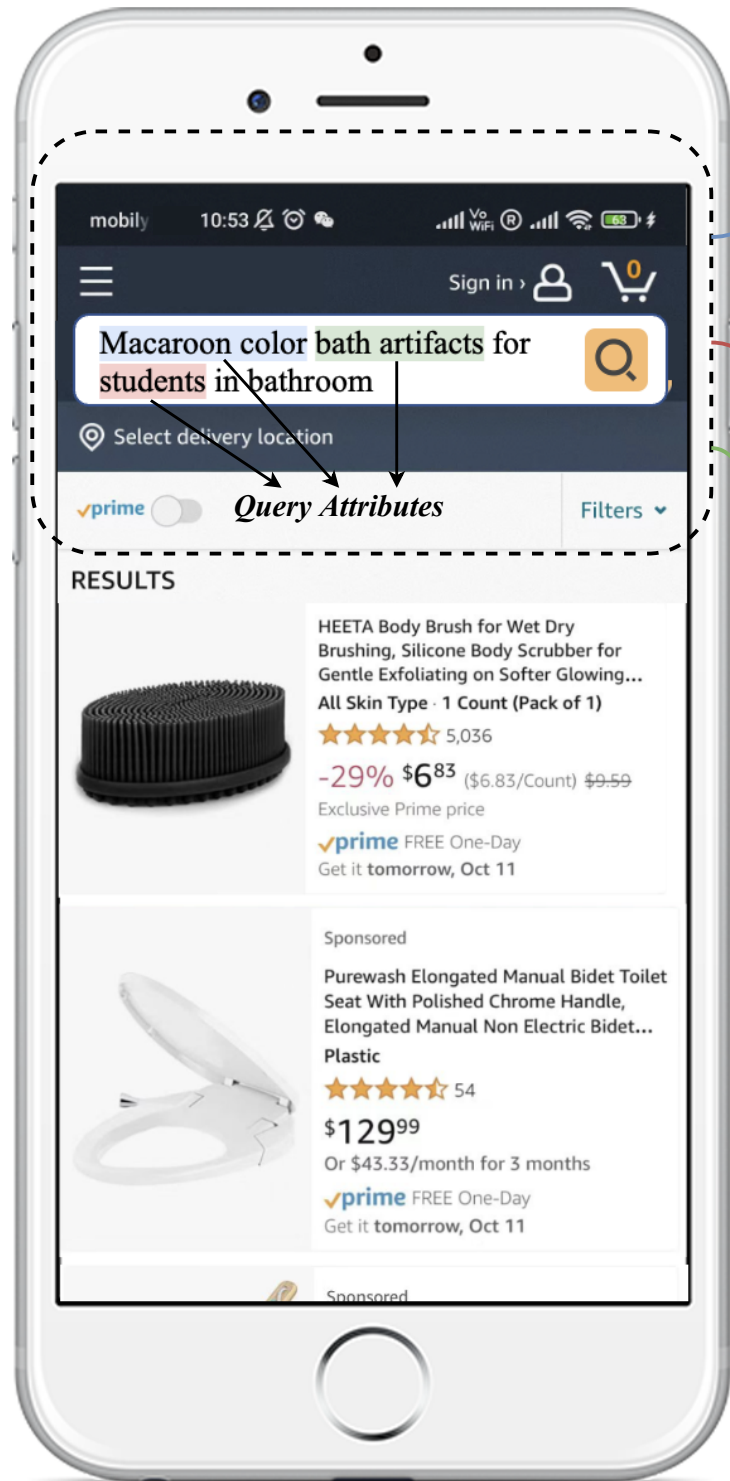 mobily 10:53 Vo WiFi R 63
Sign in › 0
Macaroon color bath artifacts for
students in bathroom
Select delivery location
prime Query Attributes Filters
RESULTS
HEETA Body Brush for Wet Dry
Brushing, Silicone Body Scrubber for
Gentle Exfoliating on Softer Glowing...
All Skin Type · 1 Count (Pack of 1)
5,036
-29% $683 ($6.83/Count) $9.59
Exclusive Prime price
prime FREE One-Day
Get it tomorrow, Oct 11
Sponsored
Purewash Elongated Manual Bidet Toilet
Seat With Polished Chrome Handle,
Elongated Manual Non Electric Bidet...
Plastic
54
$12999
Or $43.33/month for 3 months
prime FREE One-Day
Get it tomorrow, Oct 11
Sponsored